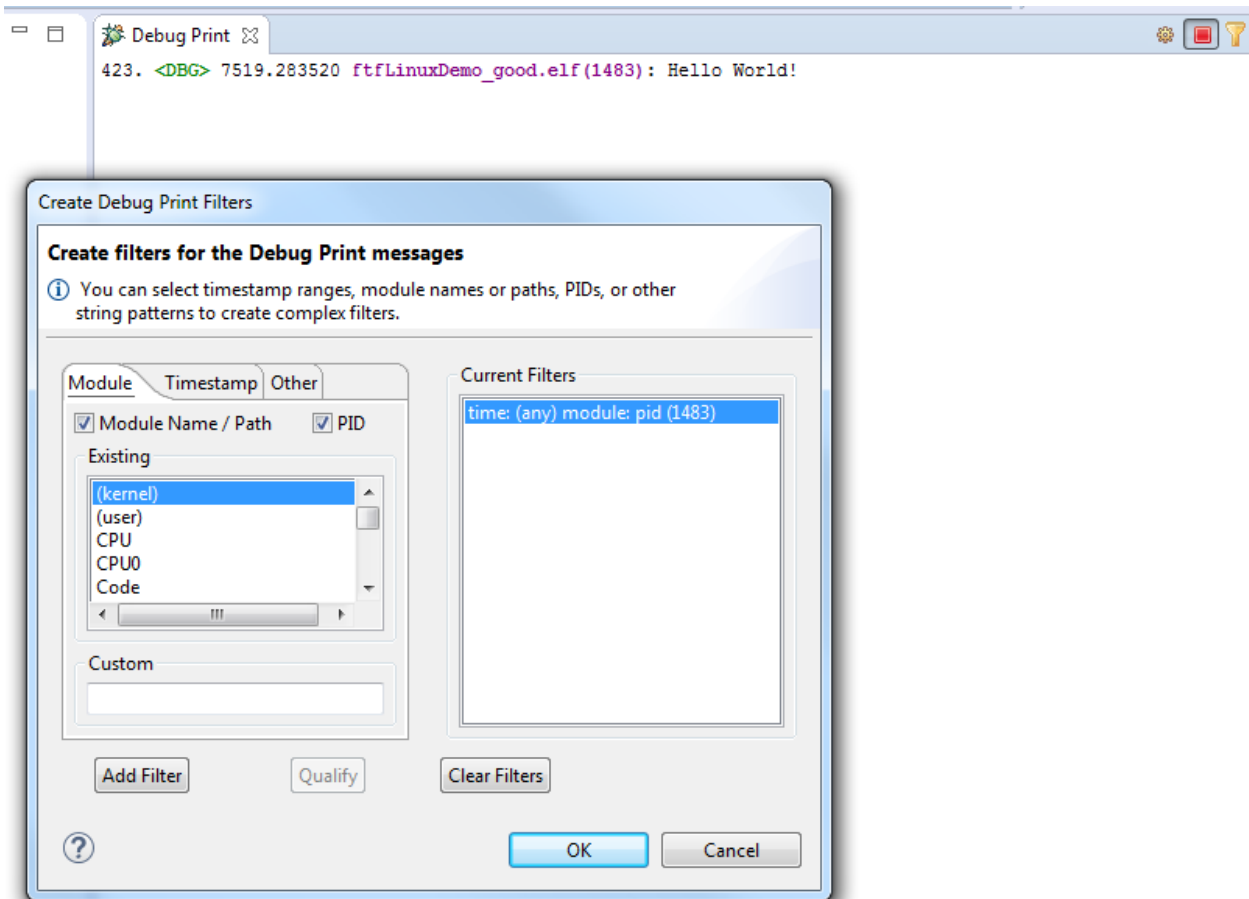 Debug Print
423. <DBG> 7519.283520 ftfLinuxDemo_good.elf(1483): Hello World!
Create Debug Print Filters
Create filters for the Debug Print messages
You can select timestamp ranges, module names or paths, PIDs, or other
string patterns to create complex filters.
Module Timestamp Other
Module Name / Path PID
Existing
(kernel)
(user)
CPU
CPU0
Code
Custom
Current Filters
time: (any) module: pid (1483)
Add Filter Qualify Clear Filters
OK Cancel